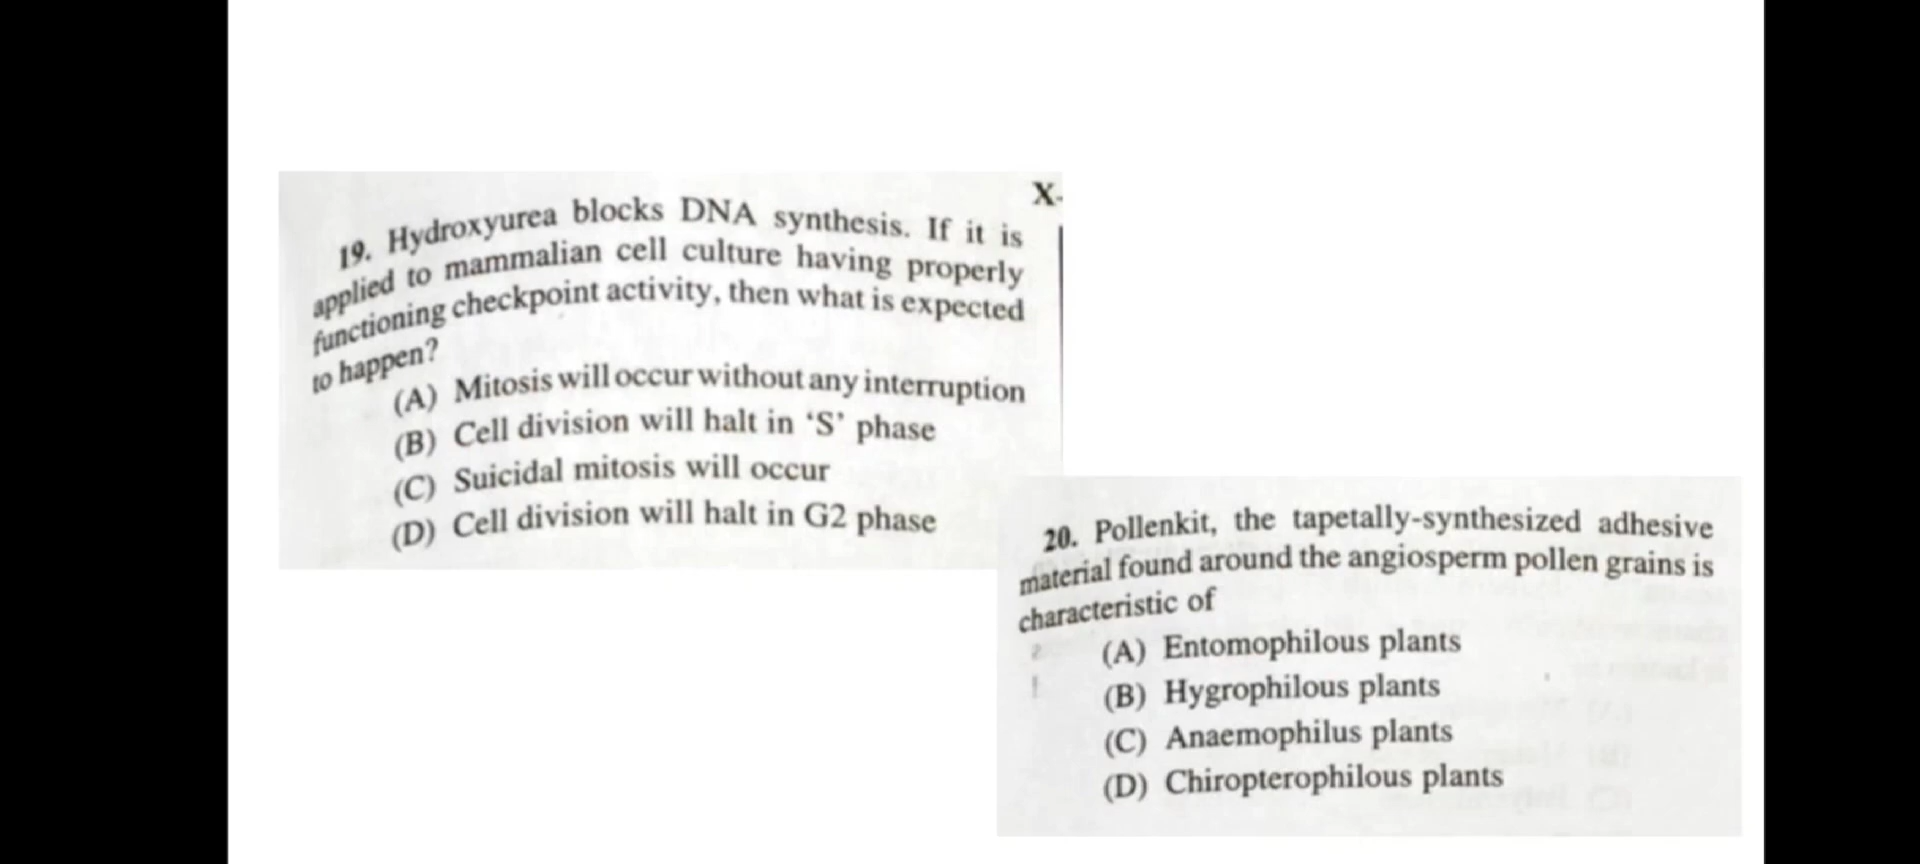 X-
19. Hydroxyurea blocks DNA synthesis. If it is
applied to mammalian cell culture having properly
functioning checkpoint activity, then what is expected
to happen?
(A) Mitosis will occur without any interruption
(B) Cell division will halt in ‘S’ phase
(C) Suicidal mitosis will occur
(D) Cell division will halt in G2 phase
20. Pollenkit, the tapetally-synthesized adhesive
material found around the angiosperm pollen grains is
characteristic of
(A) Entomophilous plants
(B) Hygrophilous plants
(C) Anaemophilus plants
(D) Chiropterophilous plants